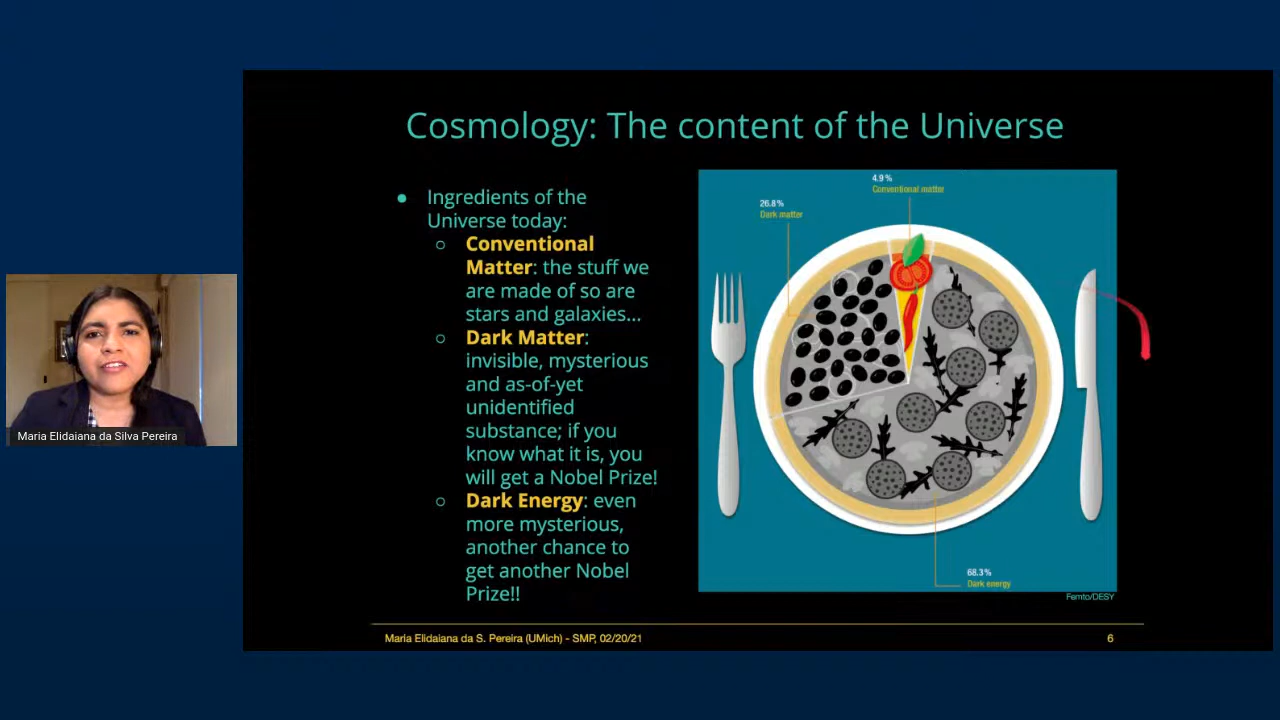 Cosmology: The content of the Universe
● Ingredients of the
Universe today:
○ Conventional
Matter: the stuff we
are made of so are
stars and galaxies...
○ Dark Matter:
invisible, mysterious
and as-of-yet
unidentified
substance; if you
know what it is, you
will get a Nobel Prize!
○ Dark Energy: even
more mysterious,
another chance to
get another Nobel
Prize!!
4.9 %
Conventional matter
26.8 %
Dark matter
68.3 %
Dark energy
Femto/DESY
Maria Elidaiana da S. Pereira (UMich) - SMP, 02/20/21
6
Maria Elidaiana da Silva Pereira